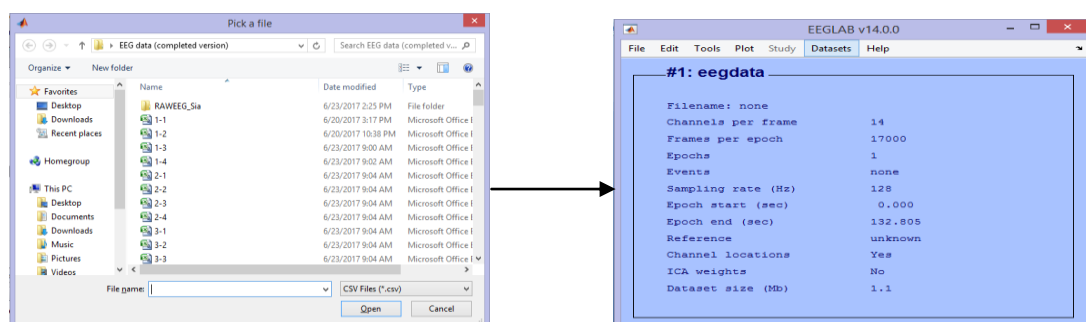 Pick a file
EEG data (completed version)
Search EEG data (completed v...
Organize
New folder
Name Date modified Type
Favorites
Desktop
Downloads
Recent places
Homegroup
This PC
Desktop
Documents
Downloads
Music
Pictures
Videos
RAWEEG_Sia 6/23/2017 2:25 PM File folder
1-1 6/20/2017 3:17 PM Microsoft Office
1-2 6/20/2017 10:38 PM Microsoft Office
1-3 6/23/2017 9:00 AM Microsoft Office
1-4 6/23/2017 9:02 AM Microsoft Office
2-1 6/23/2017 9:04 AM Microsoft Office
2-2 6/23/2017 9:04 AM Microsoft Office
2-3 6/23/2017 9:04 AM Microsoft Office
2-4 6/23/2017 9:04 AM Microsoft Office
3-1 6/23/2017 9:04 AM Microsoft Office
3-2 6/23/2017 9:04 AM Microsoft Office
3-3 6/23/2017 9:04 AM Microsoft Office
File name:
CSV Files (*.csv)
Open Cancel
EEGLAB v14.0.0
File Edit Tools Plot Study Datasets Help
#1: eegdata
Filename: none
Channels per frame 14
Frames per epoch 17000
Epochs 1
Events none
Sampling rate (Hz) 128
Epoch start (sec) 0.000
Epoch end (sec) 132.805
Reference unknown
Channel locations Yes
ICA weights No
Dataset size (Mb) 1.1